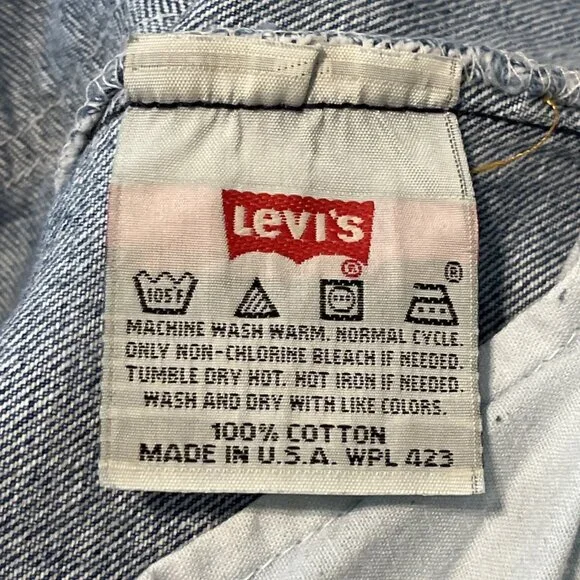 Levi's ®
®
105F
MACHINE WASH WARM. NORMAL CYCLE.
ONLY NON-CHLORINE BLEACH IF NEEDED.
TUMBLE DRY HOT. HOT IRON IF NEEDED.
WASH AND DRY WITH LIKE COLORS.
100% COTTON
MADE IN U.S.A. WPL 423